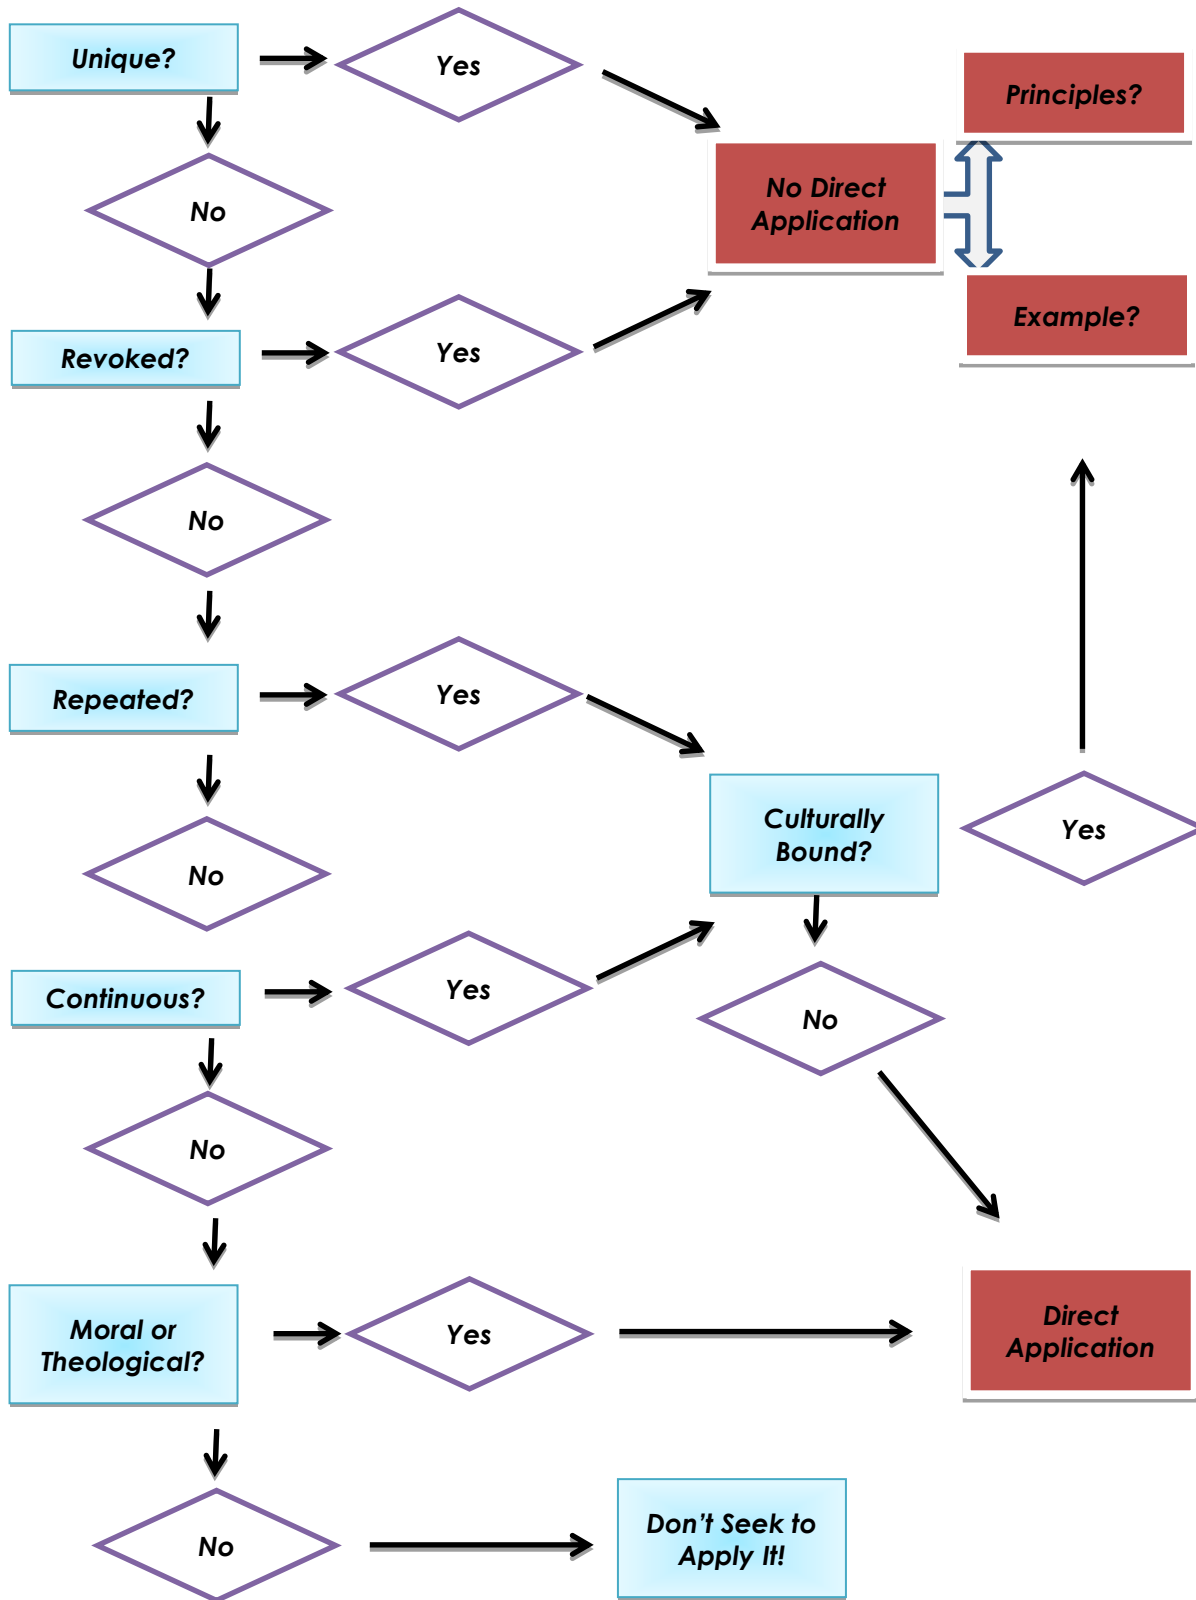 Unique?
Yes
Principles?
No Direct
Application
No
Example?
Revoked?
Yes
No
Repeated?
Yes
Culturally
Bound?
Yes
No
Continuous?
Yes
No
No
Moral or
Theological?
Yes
Direct
Application
No
Don't Seek to
Apply It!